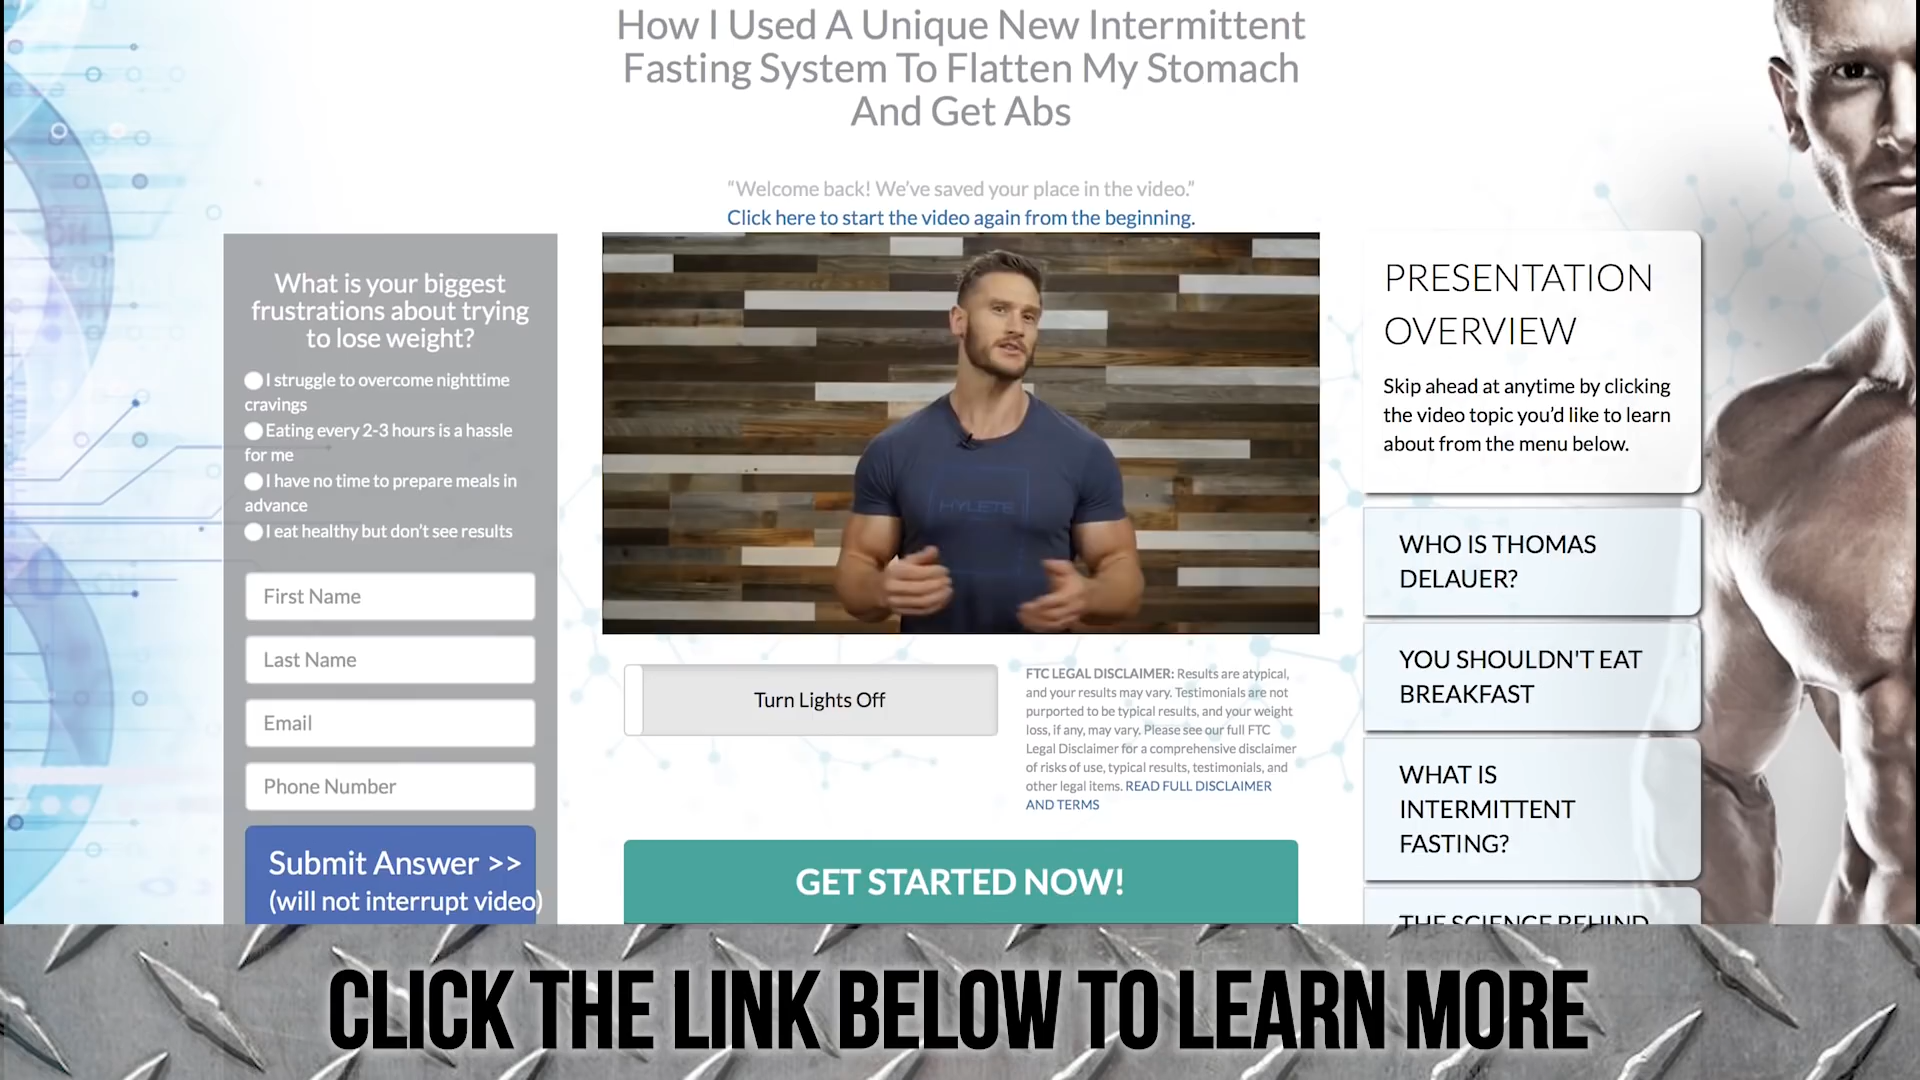 How I Used A Unique New Intermittent
Fasting System To Flatten My Stomach
And Get Abs
“Welcome back! We’ve saved your place in the video.”
Click here to start the video again from the beginning.
What is your biggest
frustrations about trying
to lose weight?
I struggle to overcome nighttime
cravings
Eating every 2-3 hours is a hassle
for me
I have no time to prepare meals in
advance
I eat healthy but don’t see results
First Name
Last Name
Email
Phone Number
Submit Answer >>
(will not interrupt video)
HYLETE
Turn Lights Off
FTC LEGAL DISCLAIMER: Results are atypical,
and your results may vary. Testimonials are not
purported to be typical results, and your weight
loss, if any, may vary. Please see our full FTC
Legal Disclaimer for a comprehensive disclaimer
of risks of use, typical results, testimonials, and
other legal items. READ FULL DISCLAIMER
AND TERMS
GET STARTED NOW!
PRESENTATION
OVERVIEW
Skip ahead at anytime by clicking
the video topic you’d like to learn
about from the menu below.
WHO IS THOMAS
DELAUER?
YOU SHOULDN'T EAT
BREAKFAST
WHAT IS
INTERMITTENT
FASTING?
THE SCIENCE BEHIND
CLICK THE LINK BELOW TO LEARN MORE